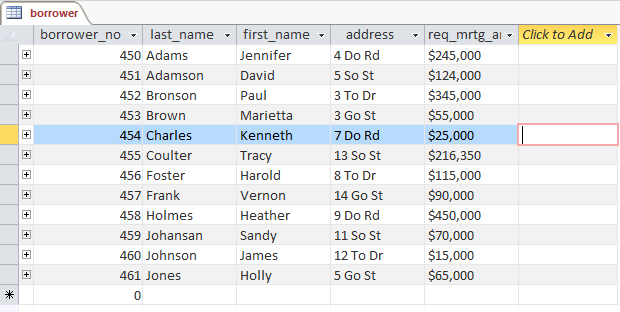 borrower
borrower_no last_name first_name address req_mrtg_a Click to Add
450 Adams Jennifer 4 Do Rd $245,000
451 Adamson David 5 So St $124,000
452 Bronson Paul 3 To Dr $345,000
453 Brown Marietta 3 Go St $55,000
454 Charles Kenneth 7 Do Rd $25,000
455 Coulter Tracy 13 So St $216,350
456 Foster Harold 8 To Dr $115,000
457 Frank Vernon 14 Go St $90,000
458 Holmes Heather 9 Do Rd $450,000
459 Johansan Sandy 11 So St $70,000
460 Johnson James 12 To Dr $15,000
461 Jones Holly 5 Go St $65,000
0